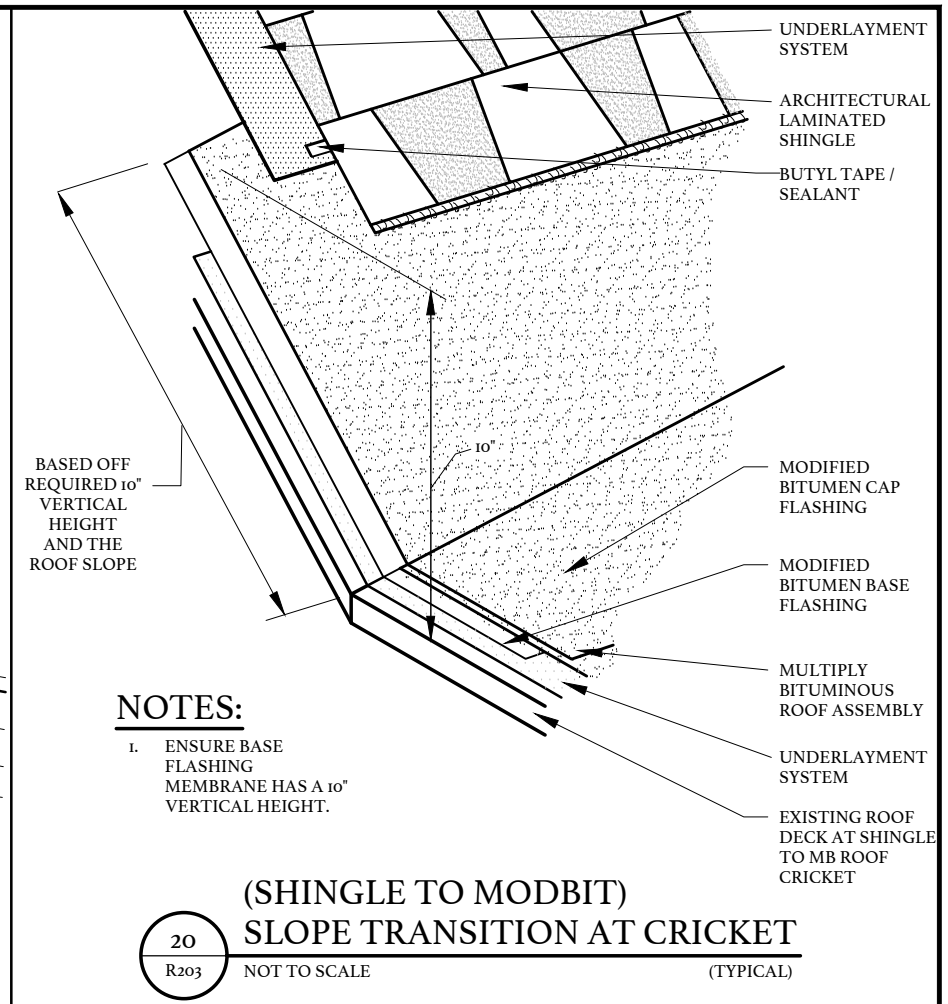 UNDERLAYMENT
SYSTEM
ARCHITECTURAL
LAMINATED
SHINGLE
BUTYL TAPE /
SEALANT
10"
BASED OFF
REQUIRED 10"
VERTICAL
HEIGHT
AND THE
ROOF SLOPE
MODIFIED
BITUMEN CAP
FLASHING
MODIFIED
BITUMEN BASE
FLASHING
MULTIPLY
BITUMINOUS
ROOF ASSEMBLY
UNDERLAYMENT
SYSTEM
EXISTING ROOF
DECK AT SHINGLE
TO MB ROOF
CRICKET
NOTES:
1. ENSURE BASE
FLASHING
MEMBRANE HAS A 10"
VERTICAL HEIGHT.
(SHINGLE TO MODBIT)
20 SLOPE TRANSITION AT CRICKET
R203 NOT TO SCALE (TYPICAL)